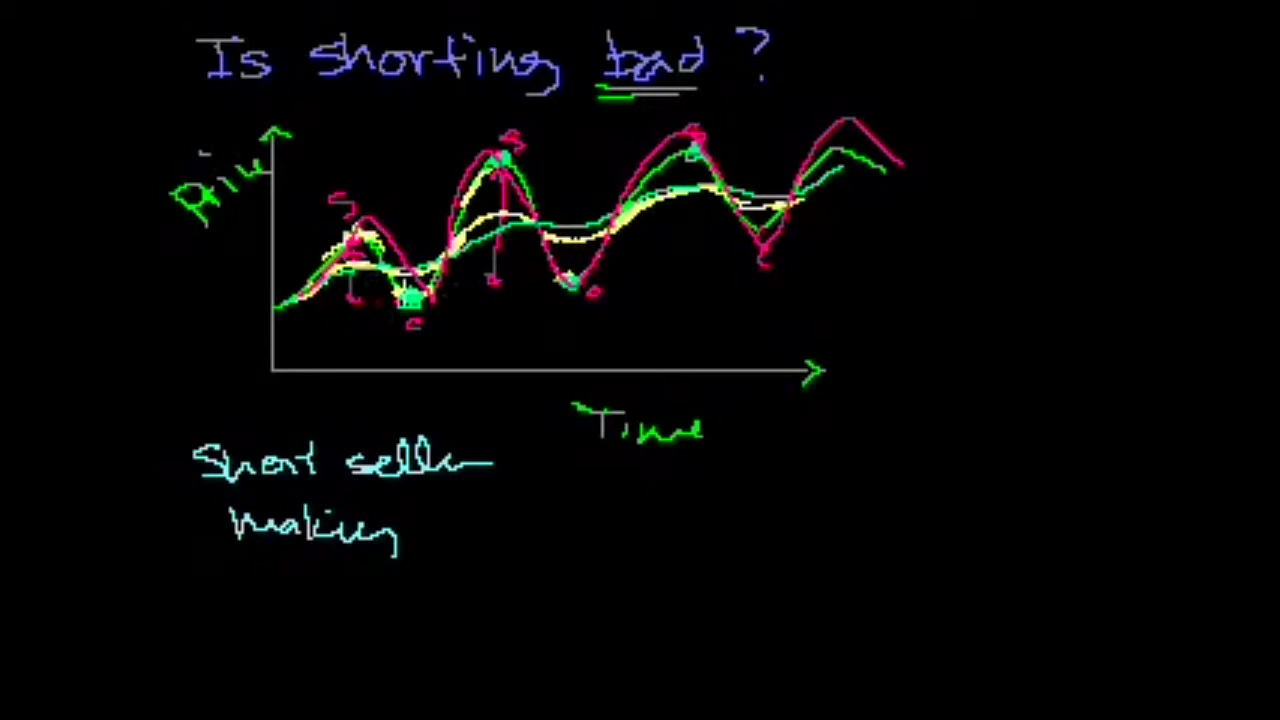 Is shorting bad?
Price
S S S
c c c
Time
Short seller
making